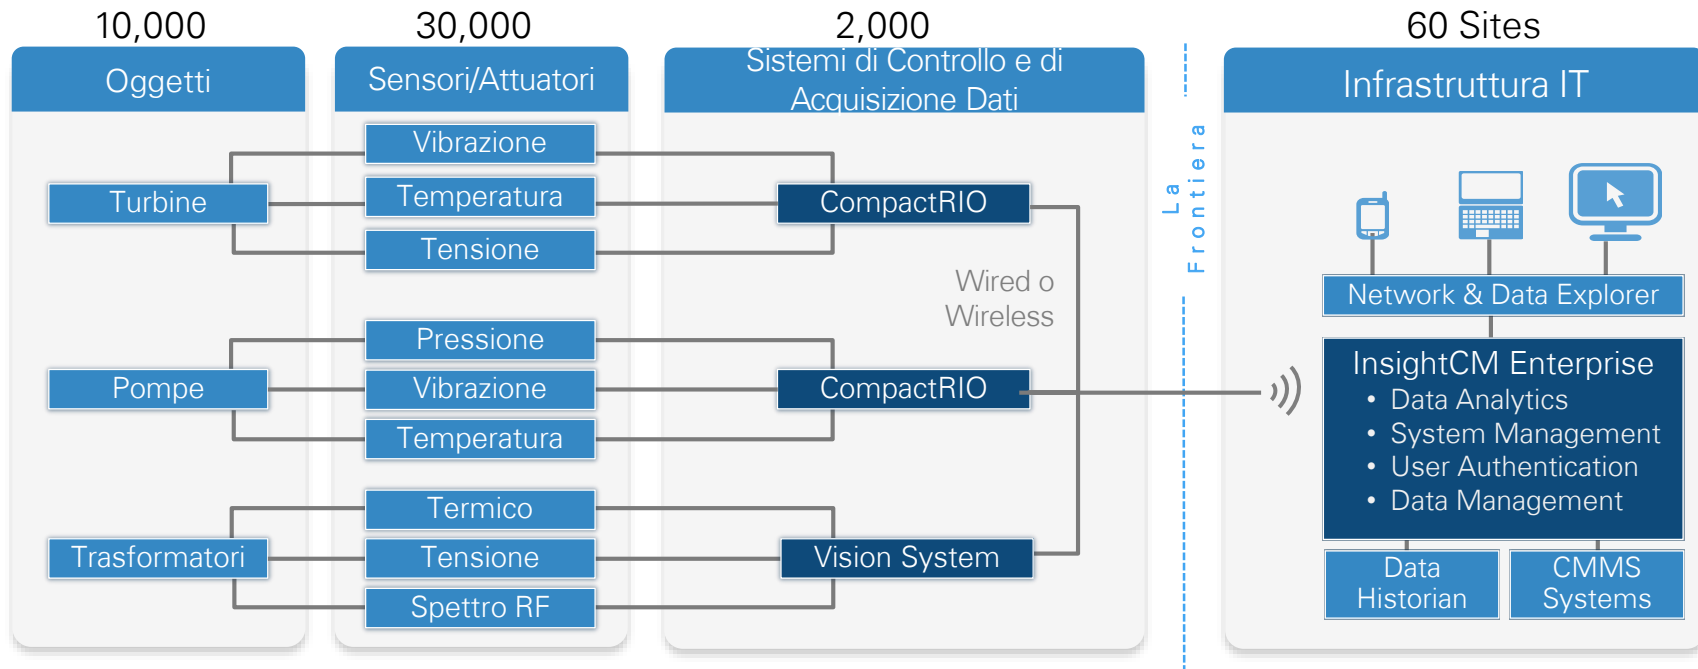 10,000
30,000
2,000
60 Sites
Oggetti
Sensori/Attuatori
Sistemi di Controllo e di
Acquisizione Dati
Infrastruttura IT
Turbine
Vibrazione
Temperatura
Tensione
CompactRIO
Pompe
Pressione
Vibrazione
Temperatura
CompactRIO
Trasformatori
Termico
Tensione
Spettro RF
Vision System
Wired o
Wireless
La
Frontiera
Network & Data Explorer
InsightCM Enterprise
• Data Analytics
• System Management
• User Authentication
• Data Management
Data
Historian
CMMS
Systems